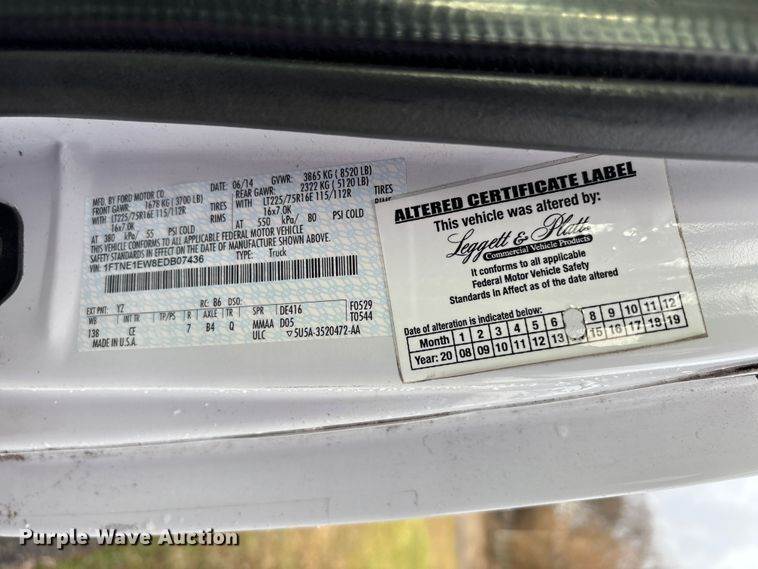 MFD. BY FORD MOTOR CO.
DATE: 06/14 GVWR: 3865 KG ( 8520 LB)
FRONT GAWR: 1678 KG ( 3700 LB) REAR GAWR: 2322 KG ( 5120 LB)
WITH LT225/75R16E 115/112R TIRES WITH LT225/75R16E 115/112R TIRES
16x7.0K RIMS 16x7.0K RIMS
AT 380 kPa/ 55 PSI COLD AT 550 kPa/ 80 PSI COLD
THIS VEHICLE CONFORMS TO ALL APPLICABLE FEDERAL MOTOR VEHICLE
SAFETY STANDARDS IN EFFECT ON THE DATE OF MANUFACTURE SHOWN ABOVE.
VIN: 1FTNE1EW8EDB07436 TYPE: Truck
EXT PNT: YZ RC: B6 DSO: F0529
WB INT TR TP/PS R AXLE TR SPR DE416 T0544
138 CE 7 B4 Q MMAA D05
MADE IN U.S.A. ULC ▽5U5A-3520472-AA
ALTERED CERTIFICATE LABEL
This vehicle was altered by:
Leggett & Platt
Commercial Vehicle Products
It conforms to all applicable
Federal Motor Vehicle Safety
Standards In Affect as of the date altered
Date of alteration is indicated below:
Month 1 2 3 4 5 6 8 9 10 11 12
Year: 20 08 09 10 11 12 13 15 16 17 18 19
Purple Wave Auction